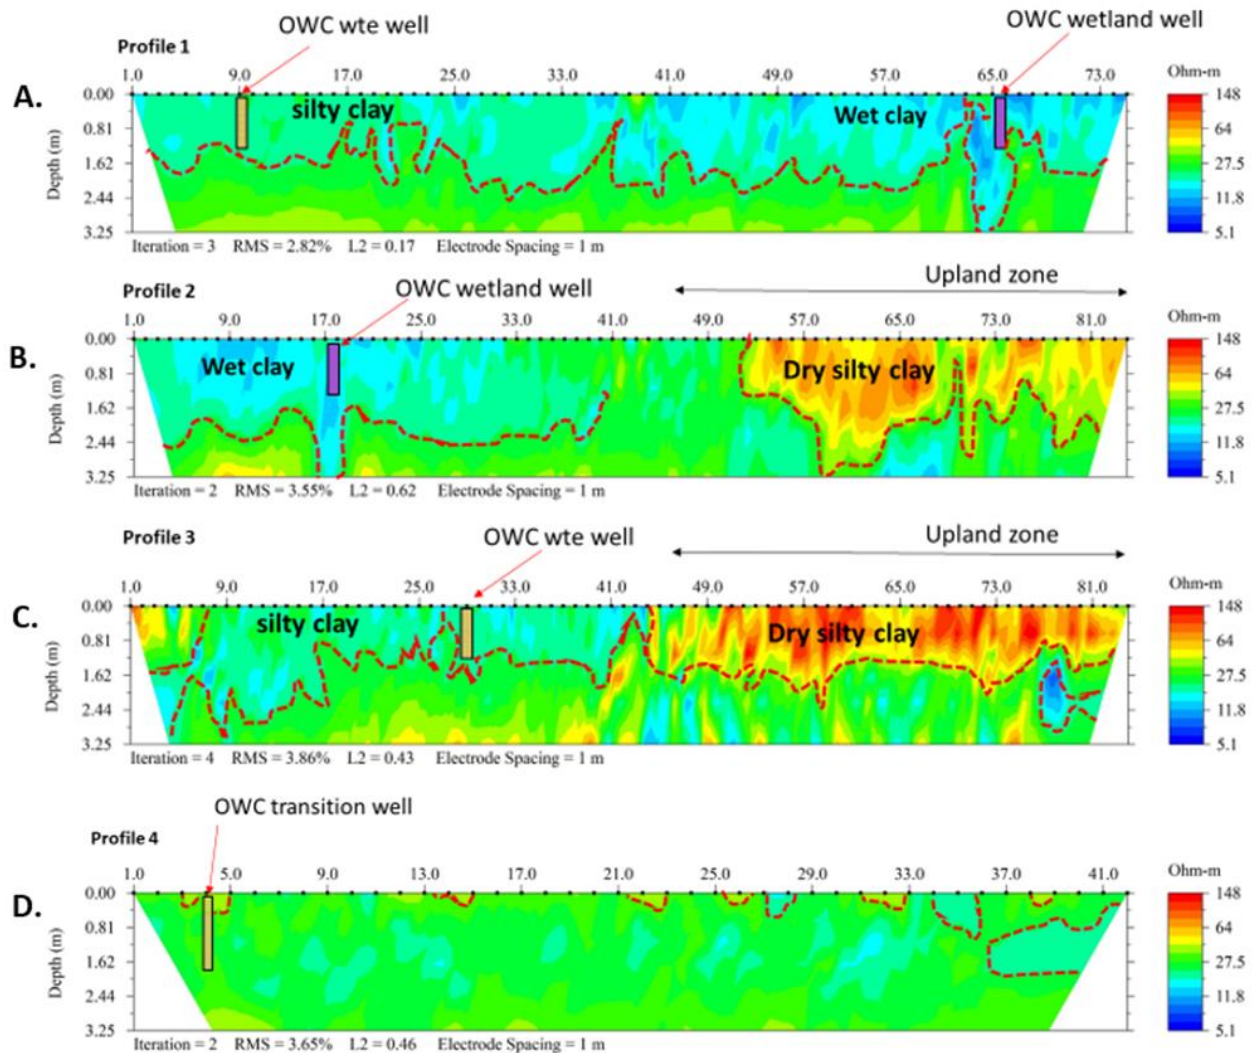 OWC wte well
OWC wetland well
Profile 1
1.0 9.0 17.0 25.0 33.0 41.0 49.0 57.0 65.0 73.0
Ohm-m
A.
0.00
0.81
1.62
2.44
3.25
Depth (m)
silty clay
Wet clay
148
64
27.5
11.8
5.1
Iteration = 3 RMS = 2.82% L2 = 0.17 Electrode Spacing = 1 m
Profile 2
OWC wetland well
Upland zone
1.0 9.0 17.0 25.0 33.0 41.0 49.0 57.0 65.0 73.0 81.0
Ohm-m
B.
0.00
0.81
1.62
2.44
3.25
Depth (m)
Wet clay
Dry silty clay
148
64
27.5
11.8
5.1
Iteration = 2 RMS = 3.55% L2 = 0.62 Electrode Spacing = 1 m
Profile 3
OWC wte well
Upland zone
1.0 9.0 17.0 25.0 33.0 41.0 49.0 57.0 65.0 73.0 81.0
Ohm-m
C.
0.00
0.81
1.62
2.44
3.25
Depth (m)
silty clay
Dry silty clay
148
64
27.5
11.8
5.1
Iteration = 4 RMS = 3.86% L2 = 0.43 Electrode Spacing = 1 m
OWC transition well
Profile 4
1.0 5.0 9.0 13.0 17.0 21.0 25.0 29.0 33.0 37.0 41.0
Ohm-m
D.
0.00
0.81
1.62
2.44
3.25
Depth (m)
148
64
27.5
11.8
5.1
Iteration = 2 RMS = 3.65% L2 = 0.46 Electrode Spacing = 1 m